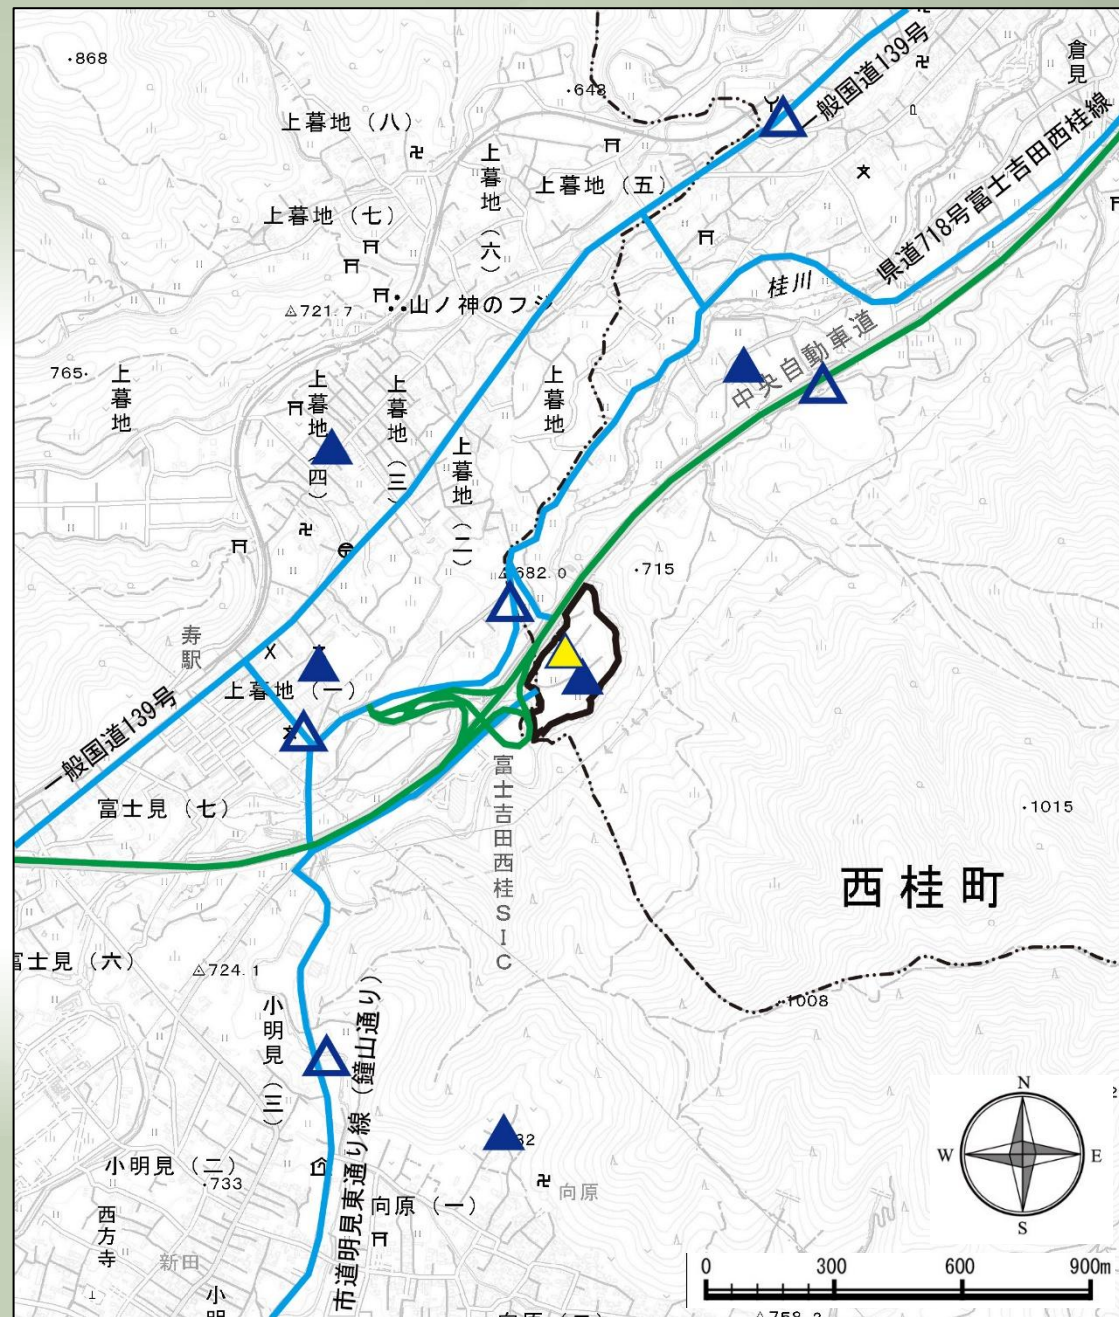 ・868
・643
倉見
一般国道139号
上暮地（八）
上暮地（六）
上暮地（五）
上暮地（七）
県道718号富士吉田西桂線
桂川
山ノ神のフジ
△721.7
中央自動車道
765・
上暮地
上暮地（四）
上暮地（三）
上暮地（二）
上暮地
△682.0
・715
寿駅
上暮地（一）
一般国道139号
富士見（七）
富士吉田西桂SIC
・1015
西桂町
富士見（六）
△724.1
・1008
小明見（三）
市道明見東通り線（鐘山通り）
小明見（二）
・733
向原
向原（一）
西方寺
新田
小明
N
W
E
S
0 300 600 900m
△758.2